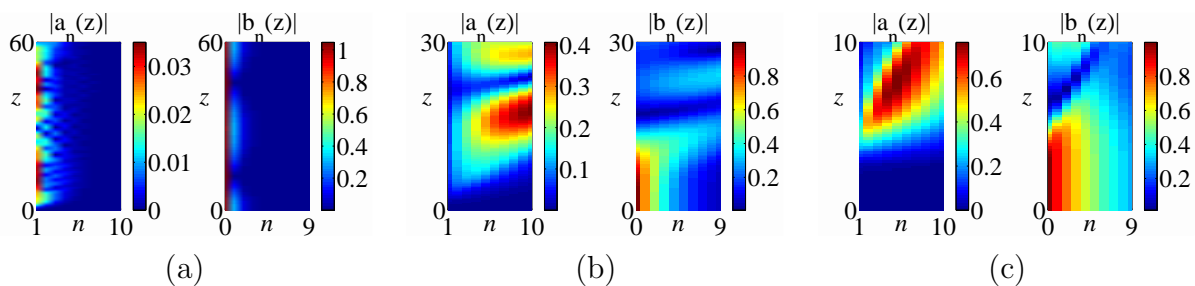 |a_n(z)| |b_n(z)| |a_n(z)| |b_n(z)| |a_n(z)| |b_n(z)|
60 60 30 30 10 10
0.03 0.02 0.01 0
1 0.8 0.6 0.4 0.2
0.4 0.3 0.2 0.1
0.8 0.6 0.4 0.2
0.6 0.4 0.2 0
0.8 0.6 0.4 0.2
z z z z z z
0 0 0 0 0 0
1 n 10 0 n 9 1 n 10 0 n 9 1 n 10 0 n 9
(a) (b) (c)